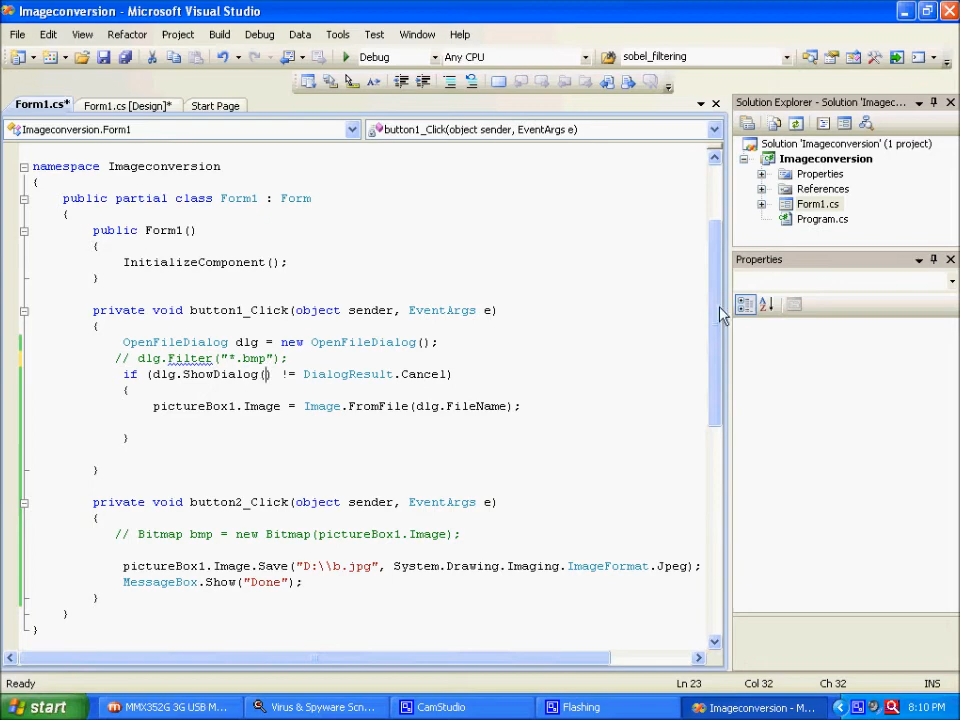 Imageconversion - Microsoft Visual Studio
File Edit View Refactor Project Build Debug Data Tools Test Window Help
Debug Any CPU sobel_filtering
Form1.cs* Form1.cs [Design]* Start Page
Imageconversion.Form1 button1_Click(object sender, EventArgs e)
namespace Imageconversion
{
public partial class Form1 : Form
{
public Form1()
{
InitializeComponent();
}
private void button1_Click(object sender, EventArgs e)
{
OpenFileDialog dlg = new OpenFileDialog();
// dlg.Filter("*.bmp");
if (dlg.ShowDialog() != DialogResult.Cancel)
{
pictureBox1.Image = Image.FromFile(dlg.FileName);
}
}
private void button2_Click(object sender, EventArgs e)
{
// Bitmap bmp = new Bitmap(pictureBox1.Image);
pictureBox1.Image.Save("D:\\b.jpg", System.Drawing.Imaging.ImageFormat.Jpeg);
MessageBox.Show("Done");
}
}
}
Solution Explorer - Solution 'Imagec...
Solution 'Imageconversion' (1 project)
Imageconversion
Properties
References
Form1.cs
Program.cs
Properties
Ready Ln 23 Col 32 Ch 32 INS
start MMX352G 3G USB M... Virus & Spyware Scn... CamStudio Flashing Imageconversion - M... 8:10 PM